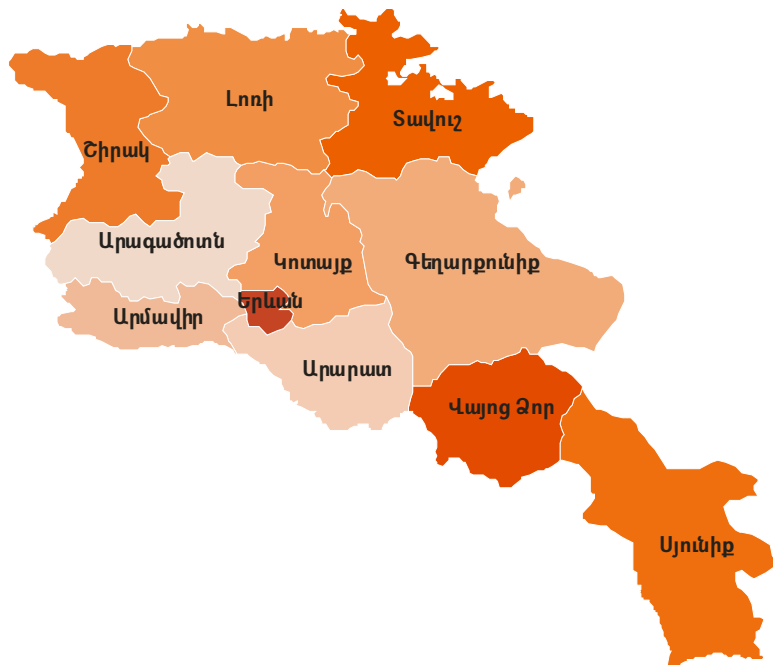 Լոռի
Տավուշ
Շիրակ
Արագածոտն
Կոտայք
Գեղարքունիք
Երևան
Արմավիր
Արարատ
Վայոց Ձոր
Սյունիք